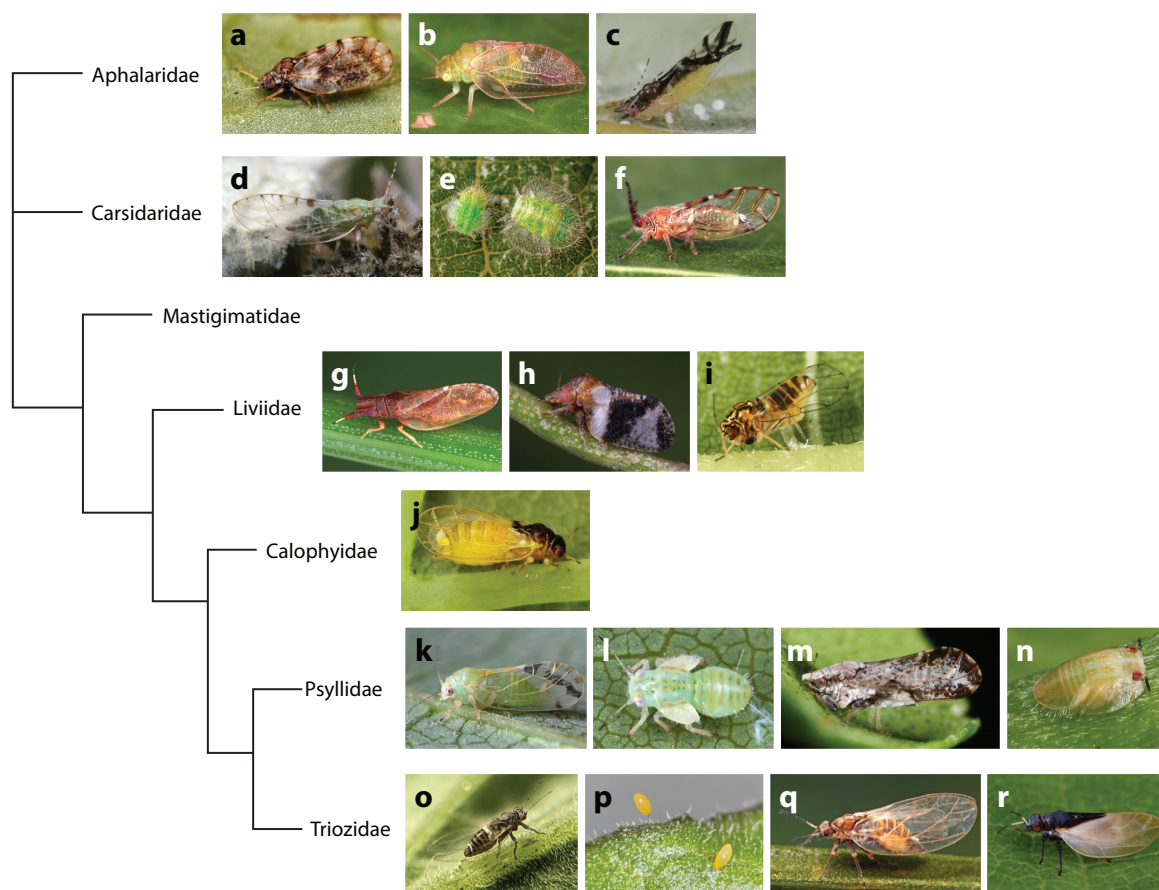 a b c
Aphalaridae
d e f
Carsidaridae
Mastigimatidae
g h i
Liviidae
j
Calophyidae
k l m n
Psyllidae
o p q r
Triozidae